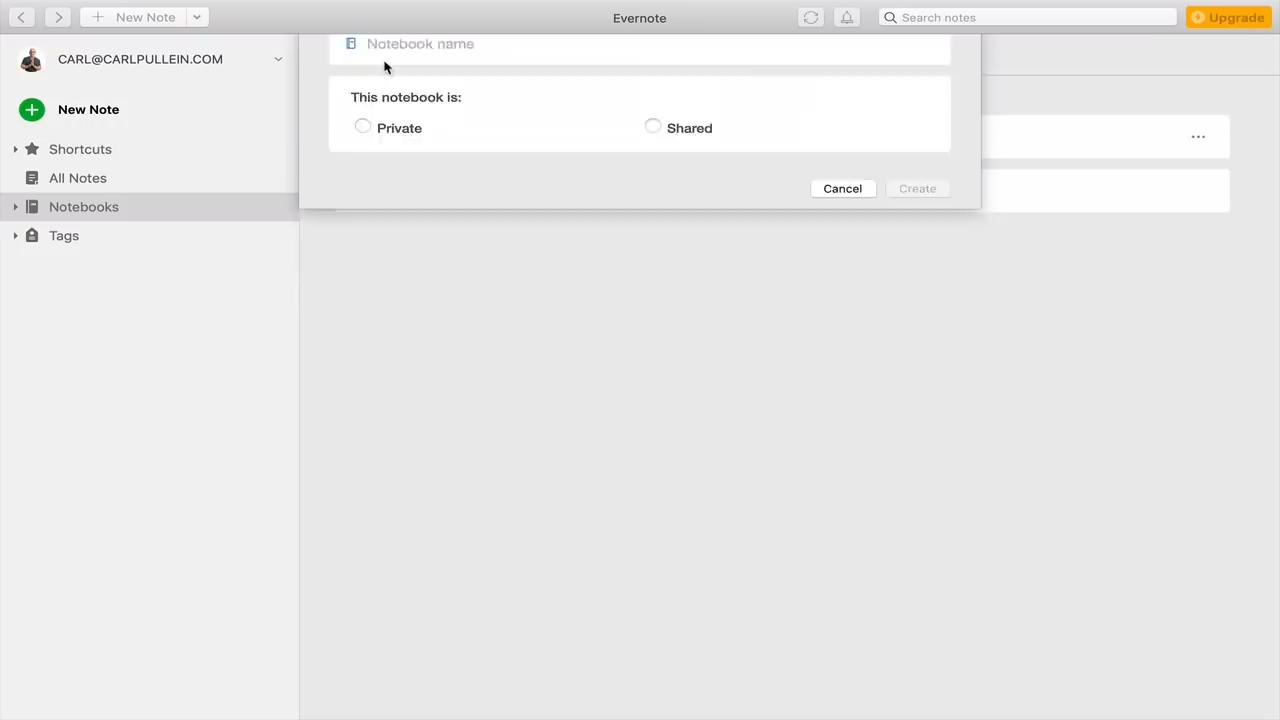 New Note
Evernote
Search notes
Upgrade
CARL@CARLPULLEIN.COM
New Note
Shortcuts
All Notes
Notebooks
Tags
Notebook name
This notebook is:
Private
Shared
Cancel
Create